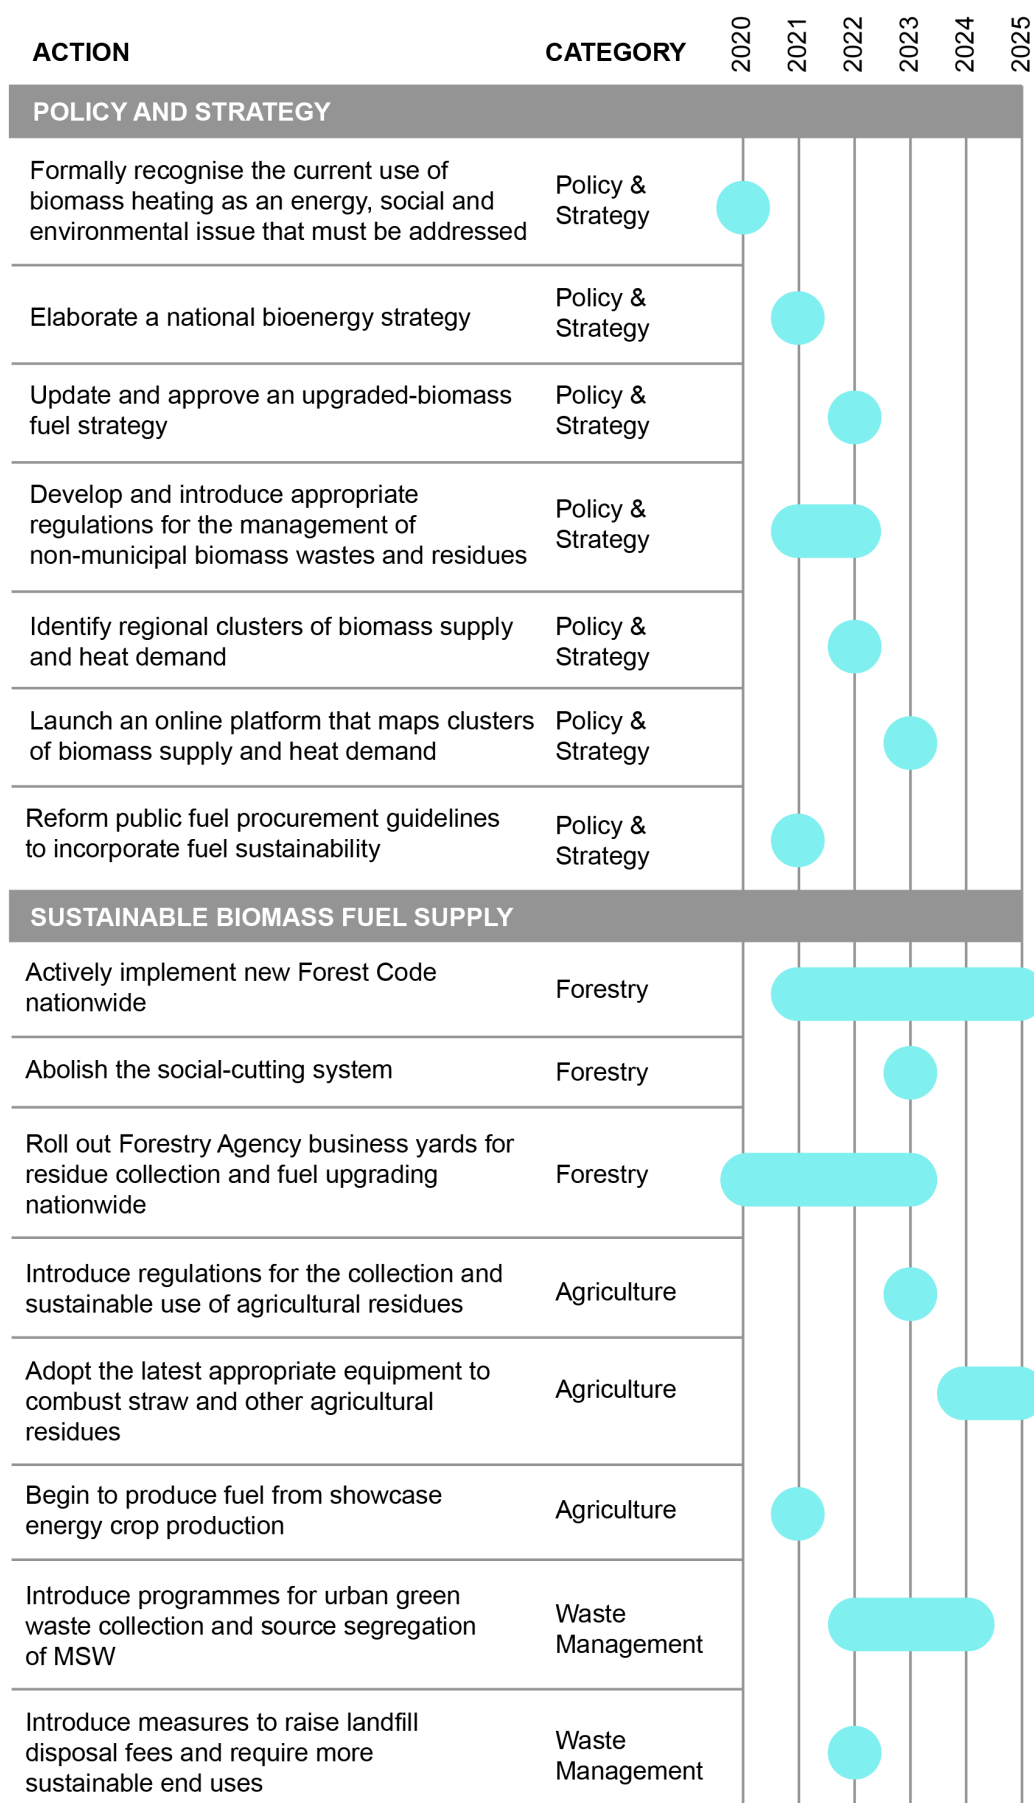 ACTION CATEGORY 2020 2021 2022 2023 2024 2025
POLICY AND STRATEGY
Formally recognise the current use of
biomass heating as an energy, social and
environmental issue that must be addressed
Policy &
Strategy
Elaborate a national bioenergy strategy
Policy &
Strategy
Update and approve an upgraded-biomass
fuel strategy
Policy &
Strategy
Develop and introduce appropriate
regulations for the management of
non-municipal biomass wastes and residues
Policy &
Strategy
Identify regional clusters of biomass supply
and heat demand
Policy &
Strategy
Launch an online platform that maps clusters
of biomass supply and heat demand
Policy &
Strategy
Reform public fuel procurement guidelines
to incorporate fuel sustainability
Policy &
Strategy
SUSTAINABLE BIOMASS FUEL SUPPLY
Actively implement new Forest Code
nationwide
Forestry
Abolish the social-cutting system
Forestry
Roll out Forestry Agency business yards for
residue collection and fuel upgrading
nationwide
Forestry
Introduce regulations for the collection and
sustainable use of agricultural residues
Agriculture
Adopt the latest appropriate equipment to
combust straw and other agricultural
residues
Agriculture
Begin to produce fuel from showcase
energy crop production
Agriculture
Introduce programmes for urban green
waste collection and source segregation
of MSW
Waste
Management
Introduce measures to raise landfill
disposal fees and require more
sustainable end uses
Waste
Management